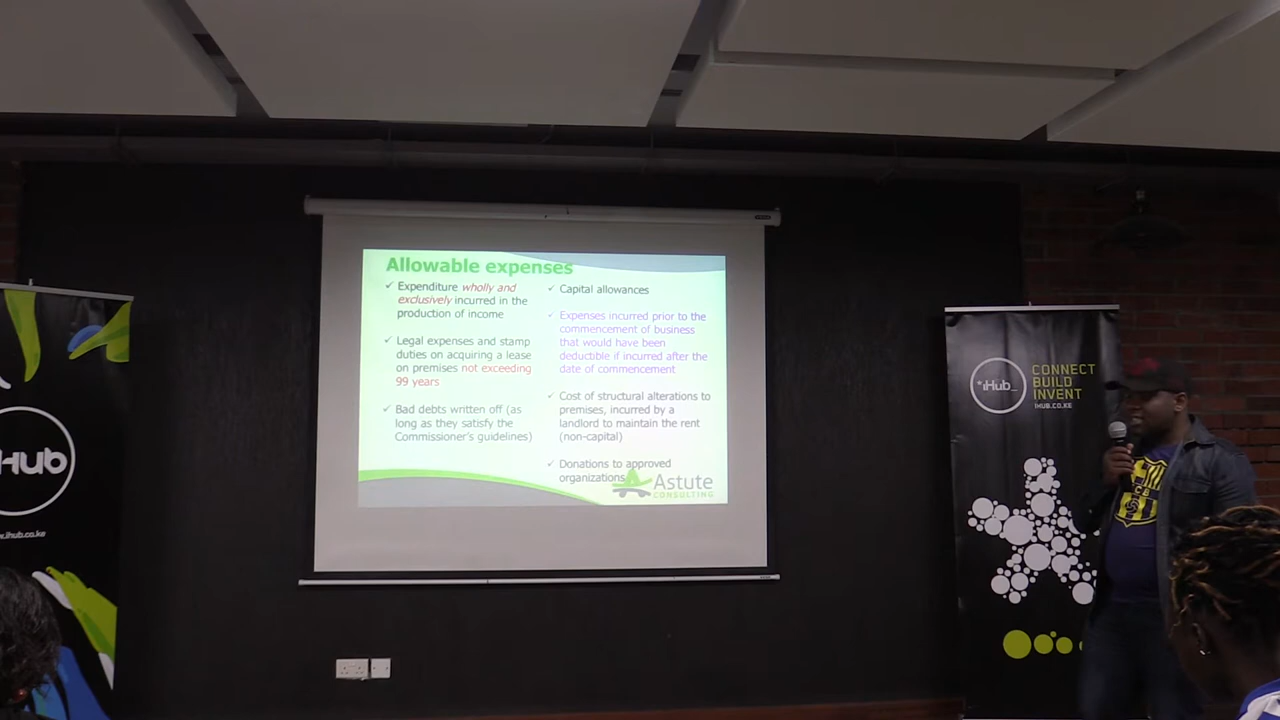 Allowable expenses
✓ Expenditure wholly and
exclusively incurred in the
production of income
✓ Legal expenses and stamp
duties on acquiring a lease
on premises not exceeding
99 years
✓ Bad debts written off (as
long as they satisfy the
Commissioner's guidelines)
✓ Capital allowances
✓ Expenses incurred prior to the
commencement of business
that would have been
deductible if incurred after the
date of commencement
✓ Cost of structural alterations to
premises, incurred by a
landlord to maintain the rent
(non-capital)
✓ Donations to approved
organizations
Astute
CONSULTING
Hub
.ihub.co.ke
*iHub_
CONNECT
BUILD
INVENT
IHUB.CO.KE